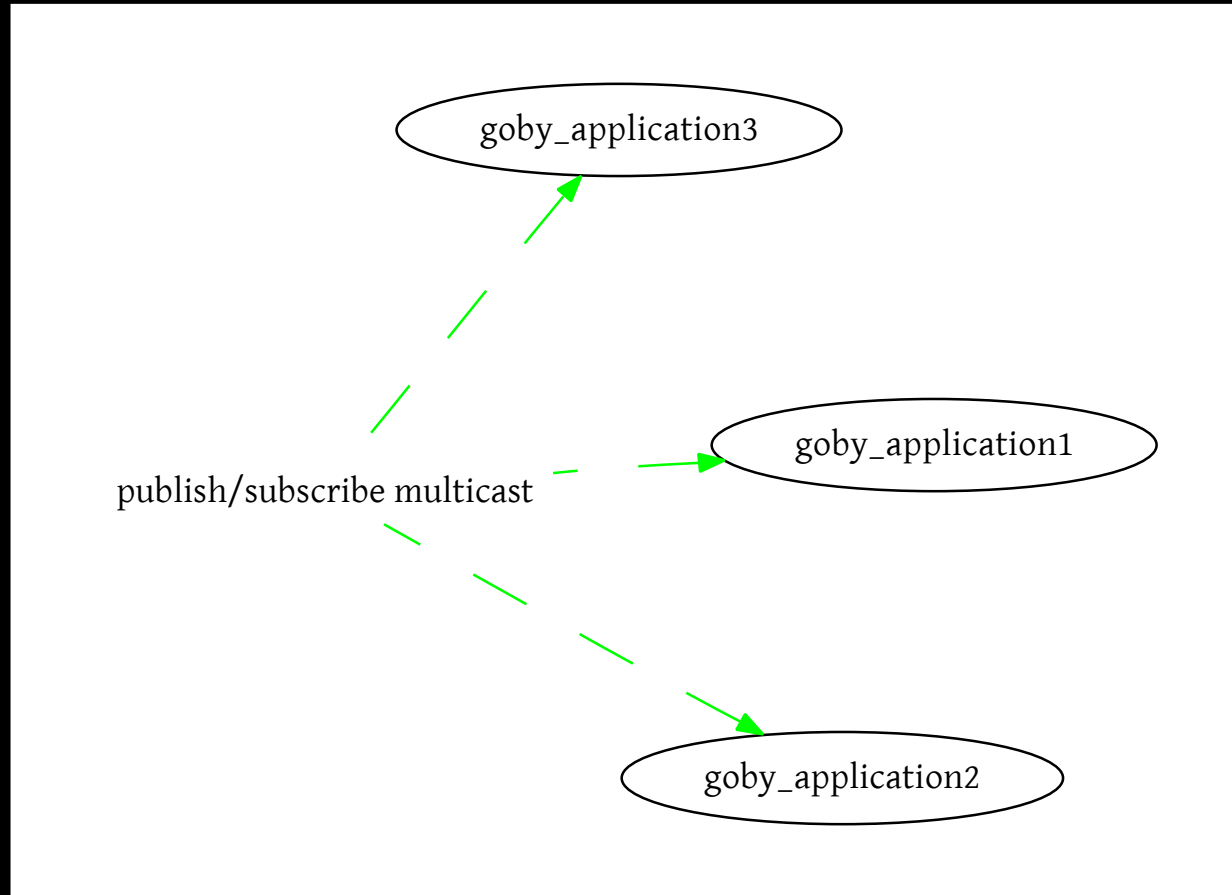 goby_application3
goby_application1
publish/subscribe multicast
goby_application2